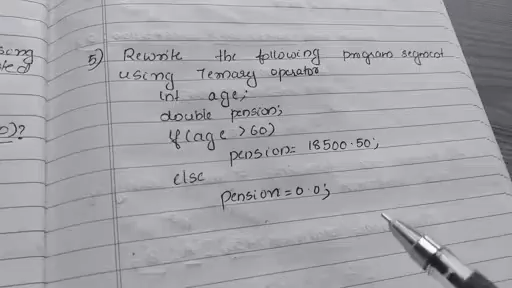 5) Rewrite the following program segment
using Ternary operator
int age;
double pension;
if(age >60)
pension= 18500.50;
else
pension=0.0;
0)?